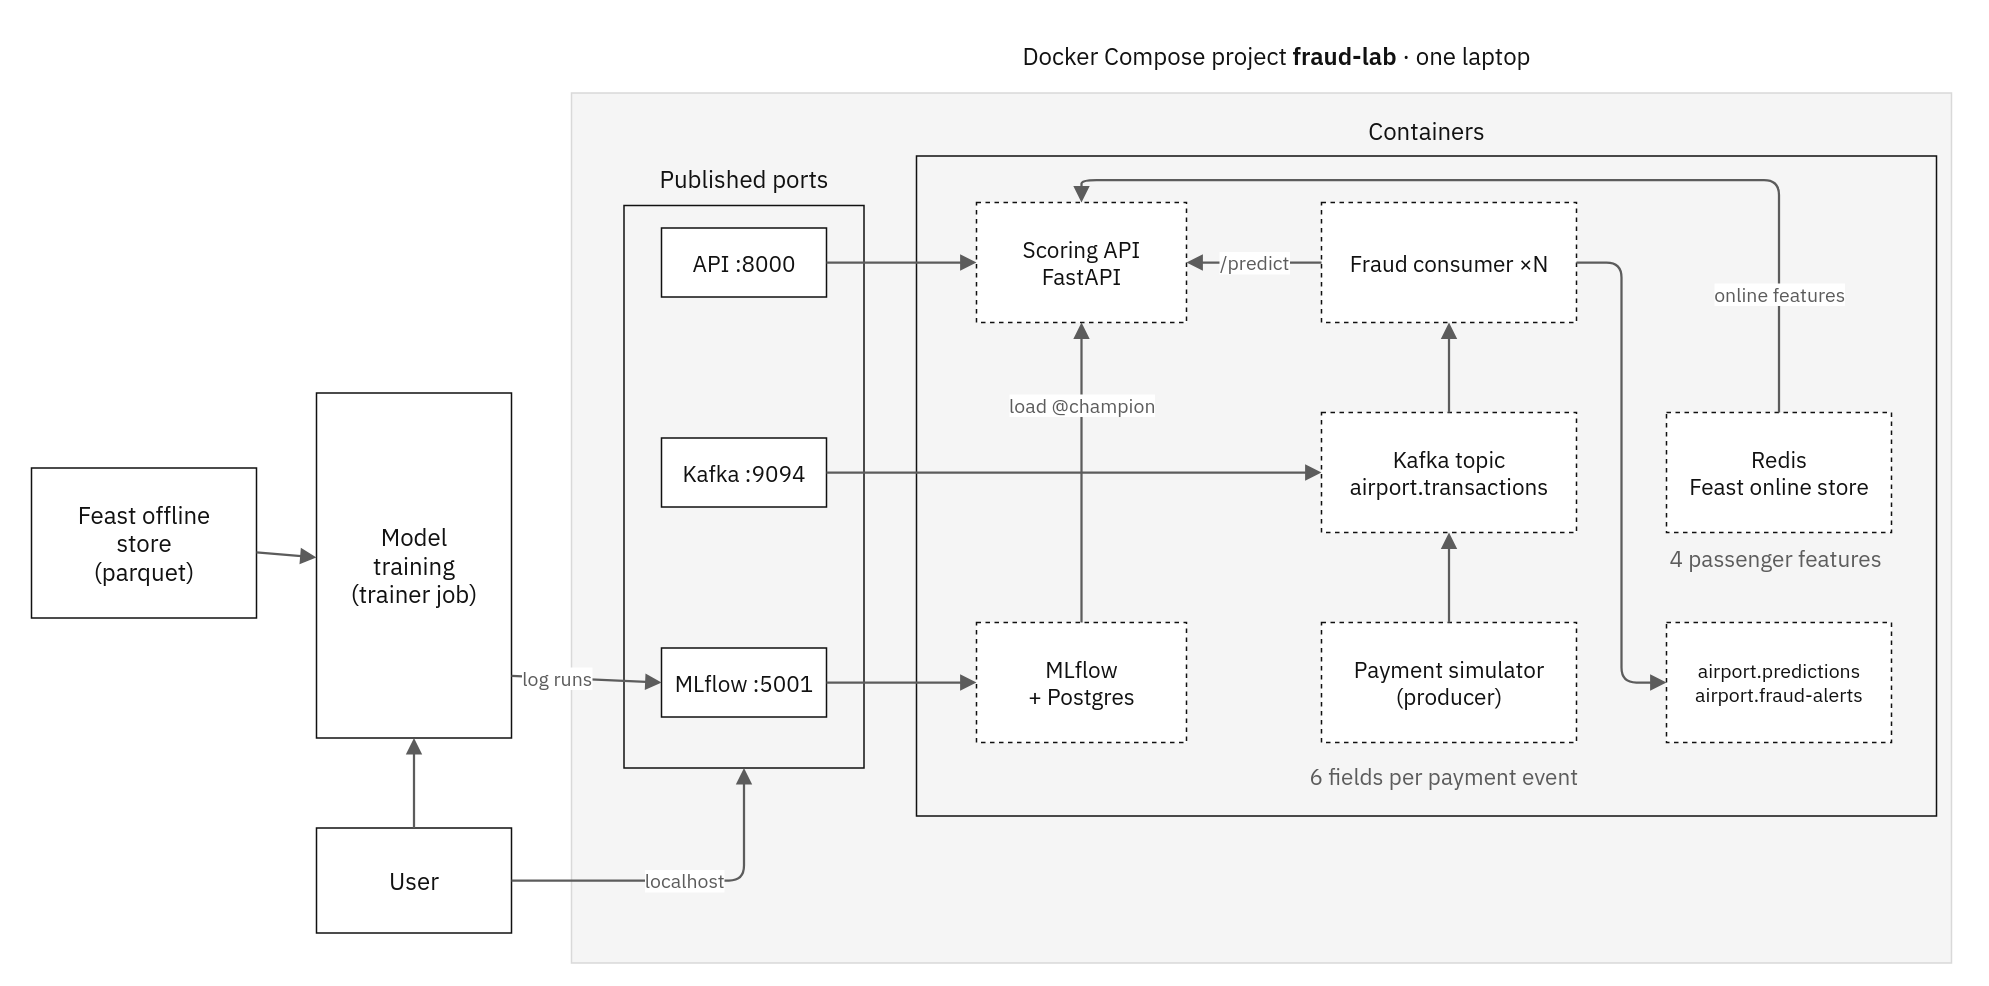 Docker Compose project fraud-lab · one laptop
Containers
Published ports
API :8000
Scoring API
FastAPI
/predict
Fraud consumer ×N
online features
load @champion
Kafka :9094
Kafka topic
airport.transactions
Redis
Feast online store
4 passenger features
Feast offline
store
(parquet)
Model
training
(trainer job)
log runs
MLflow :5001
MLflow
+ Postgres
Payment simulator
(producer)
airport.predictions
airport.fraud-alerts
6 fields per payment event
User
localhost